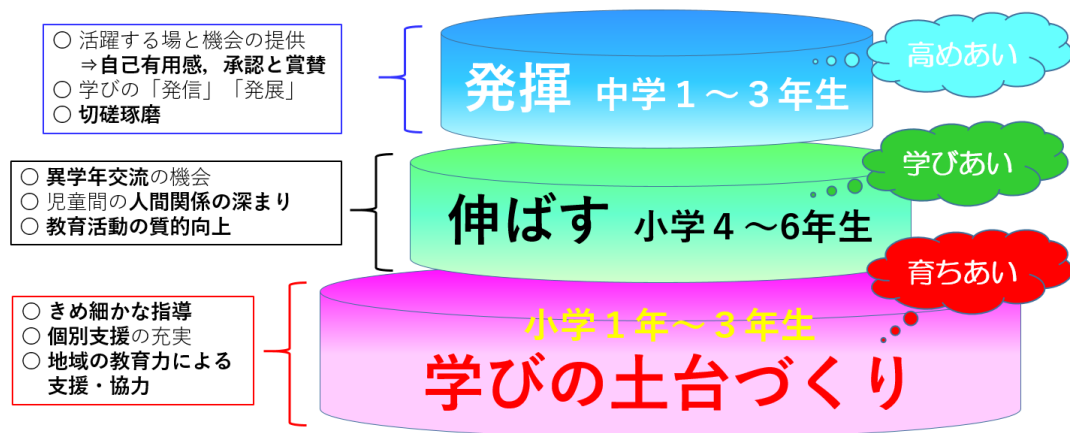 ○ 活躍する場と機会の提供
⇒自己有用感，承認と賞賛
○ 学びの「発信」「発展」
○ 切磋琢磨
発揮 中学１～３年生
高めあい
○ 異学年交流の機会
○ 児童間の人間関係の深まり
○ 教育活動の質的向上
伸ばす 小学４～6年生
学びあい
○ きめ細かな指導
○ 個別支援の充実
○ 地域の教育力による
支援・協力
小学１年～３年生
学びの土台づくり
育ちあい